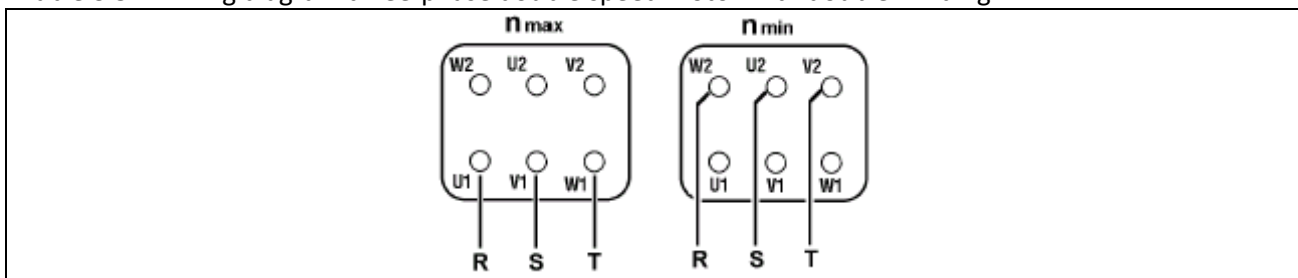 n max n min
W2 U2 V2 W2 U2 V2
U1 V1 W1 U1 V1 W1
R S T R S T